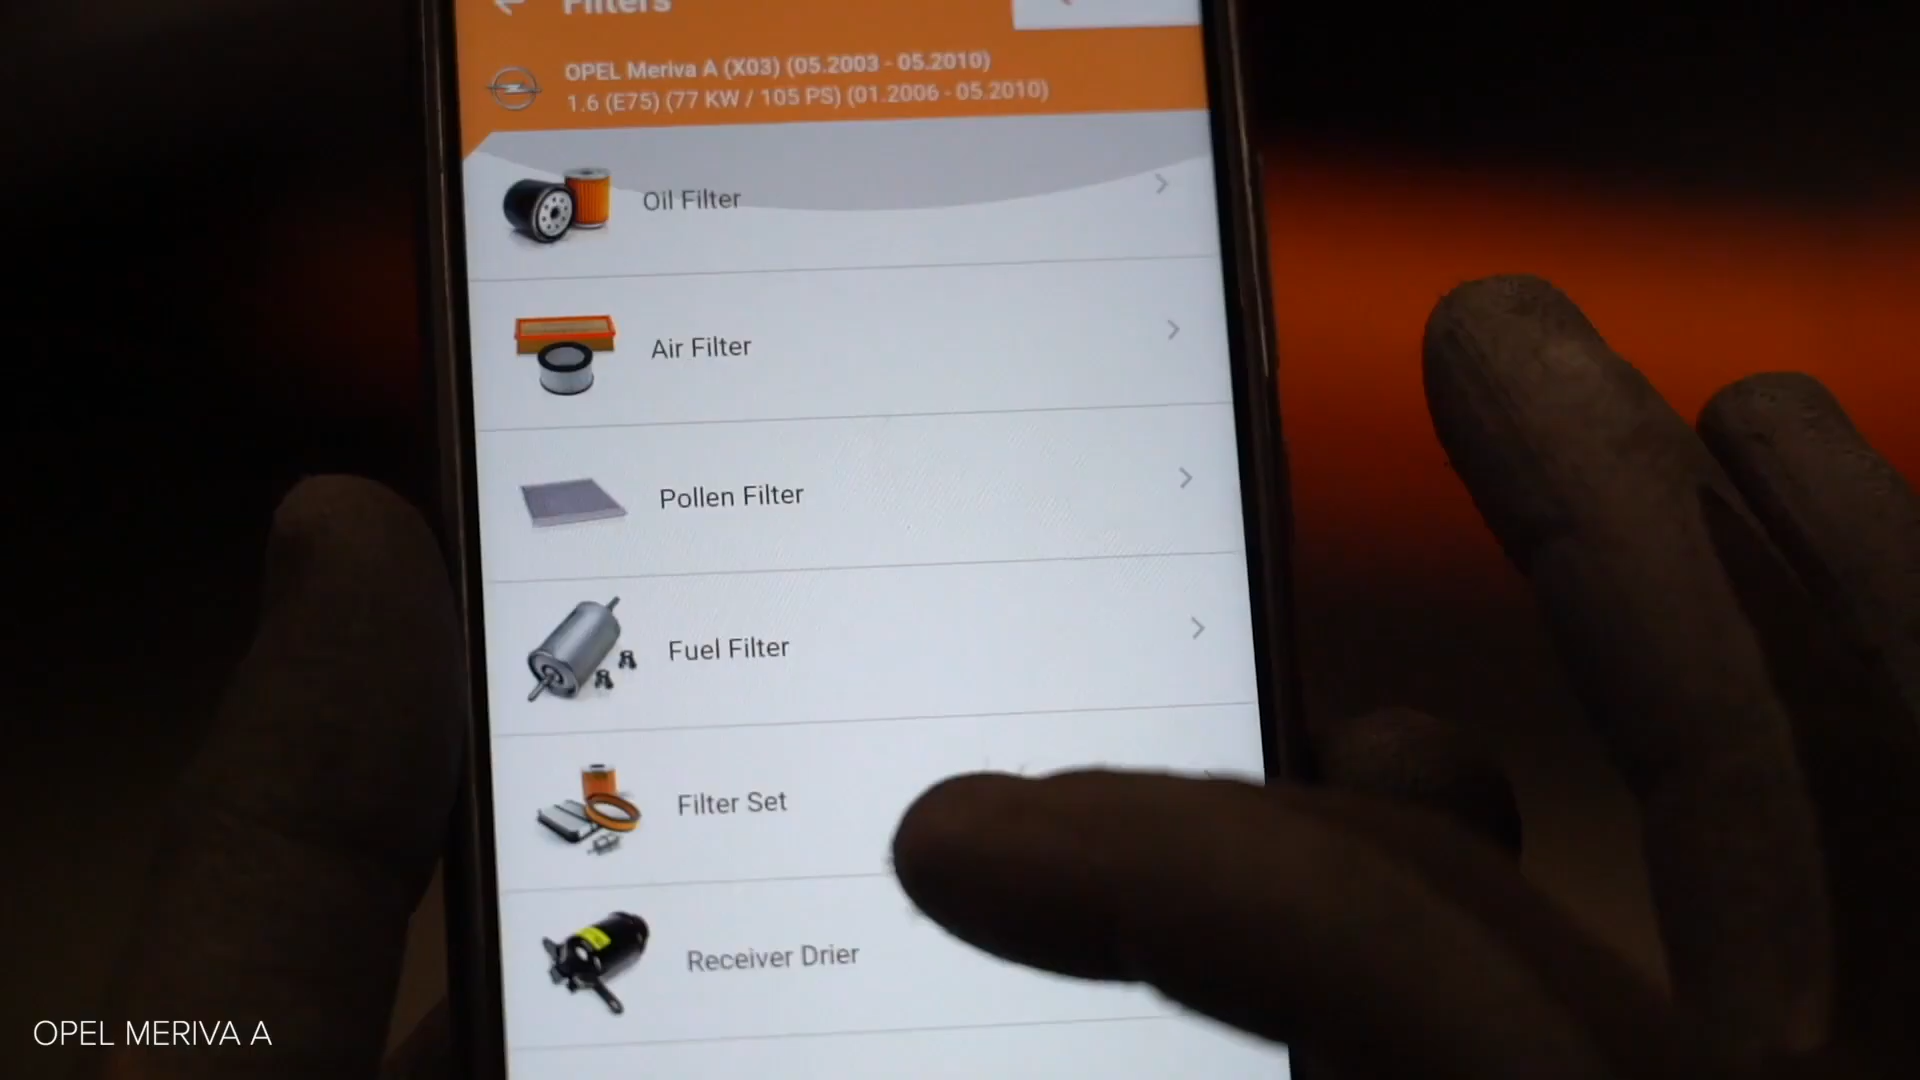 Filters
OPEL Meriva A (X03) (05.2003 - 05.2010)
1.6 (E75) (77 KW / 105 PS) (01.2006 - 05.2010)
Oil Filter
Air Filter
Pollen Filter
Fuel Filter
Filter Set
Receiver Drier
OPEL MERIVA A